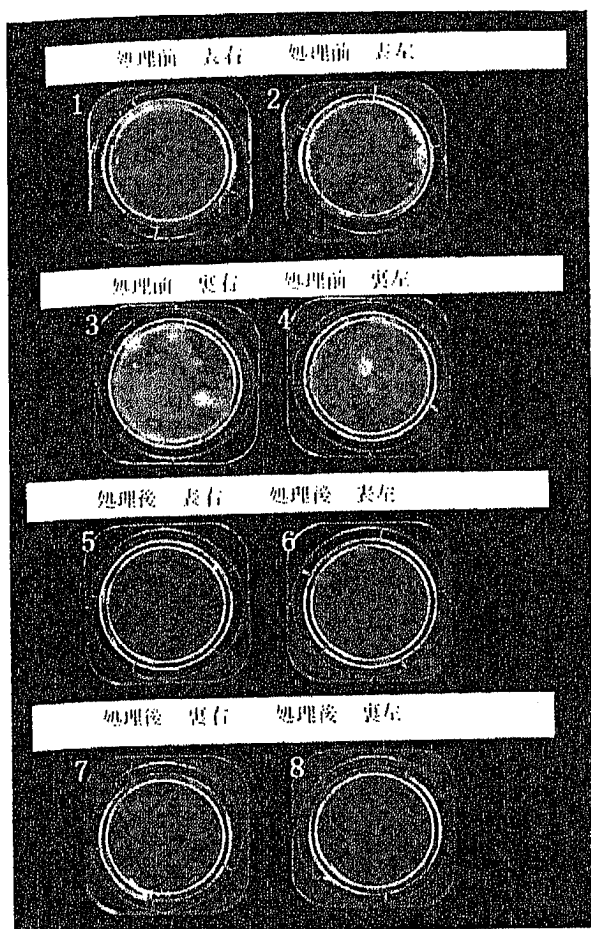 処理前 表右 処理前 表左
1 2
処理前 裏右 処理前 裏左
3 4
処理後 表右 処理後 表左
5 6
処理後 裏右 処理後 裏左
7 8